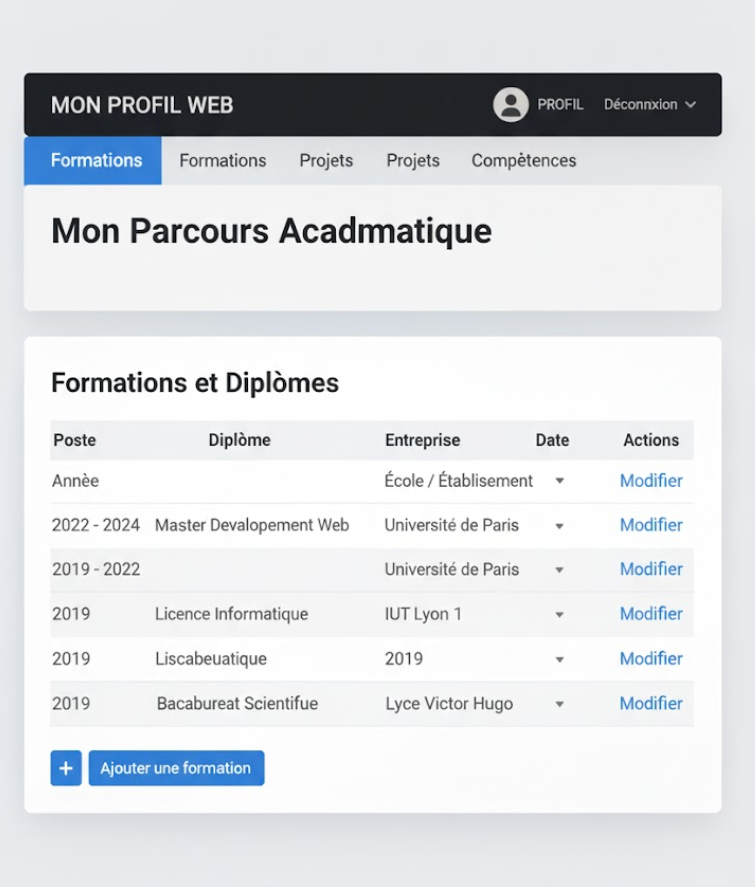 MON PROFIL WEB PROFIL Déconnxion
Formations Formations Projets Projets Compètences
Mon Parcours Acadmatique
Formations et Diplòmes
Poste Diplòme Entreprise Date Actions
Annèe École / Établisement Modifier
2022 - 2024 Master Devalopement Web Université de Paris Modifier
2019 - 2022 Université de Paris Modifier
2019 Licence Informatique IUT Lyon 1 Modifier
2019 Liscabeuatique 2019 Modifier
2019 Bacabureat Scientifue Lyce Victor Hugo Modifier
+ Ajouter une formation